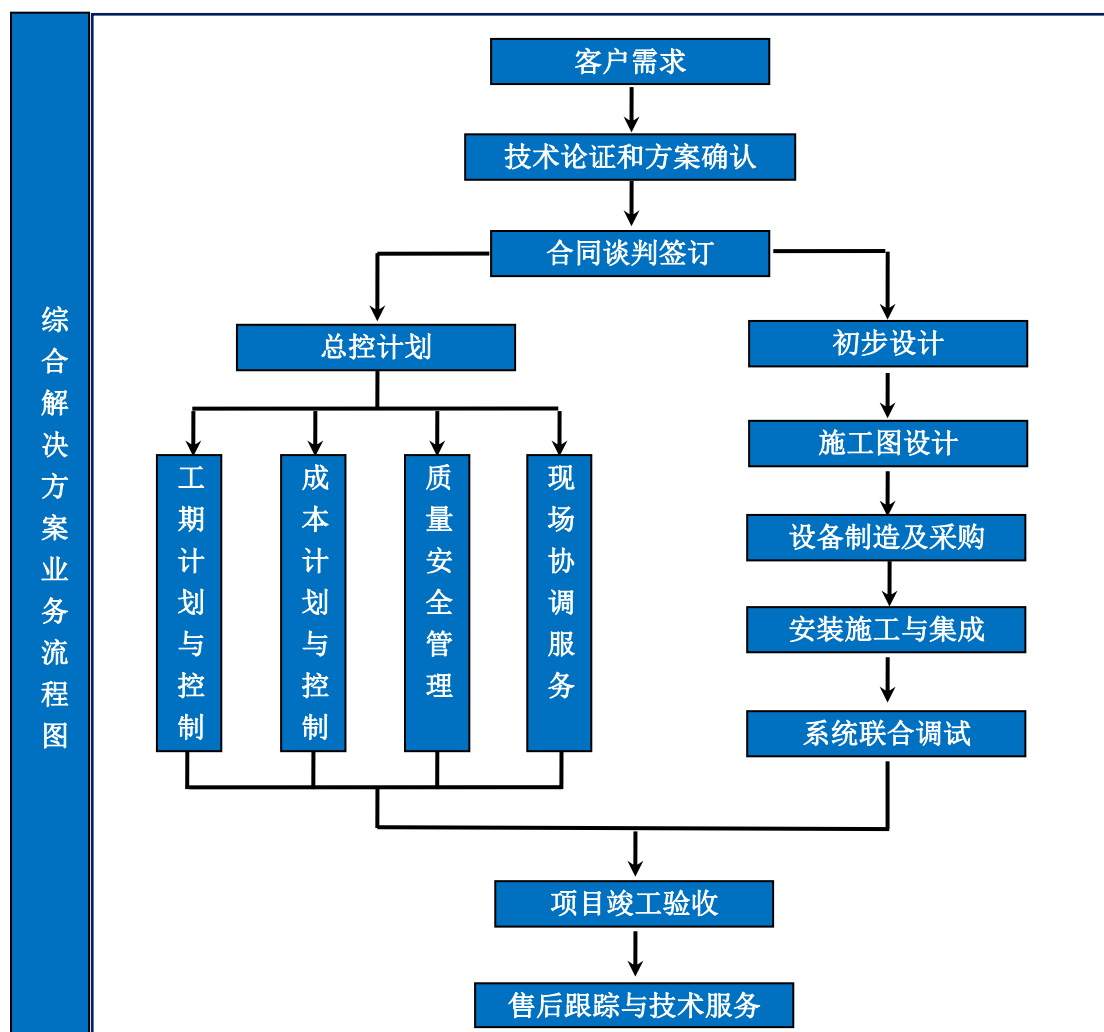 综合解决方案业务流程图
客户需求
技术论证和方案确认
合同谈判签订
总控计划
初步设计
施工图设计
设备制造及采购
安装施工与集成
系统联合调试
工期计划与控制
成本计划与控制
质量安全管理
现场协调服务
项目竣工验收
售后跟踪与技术服务